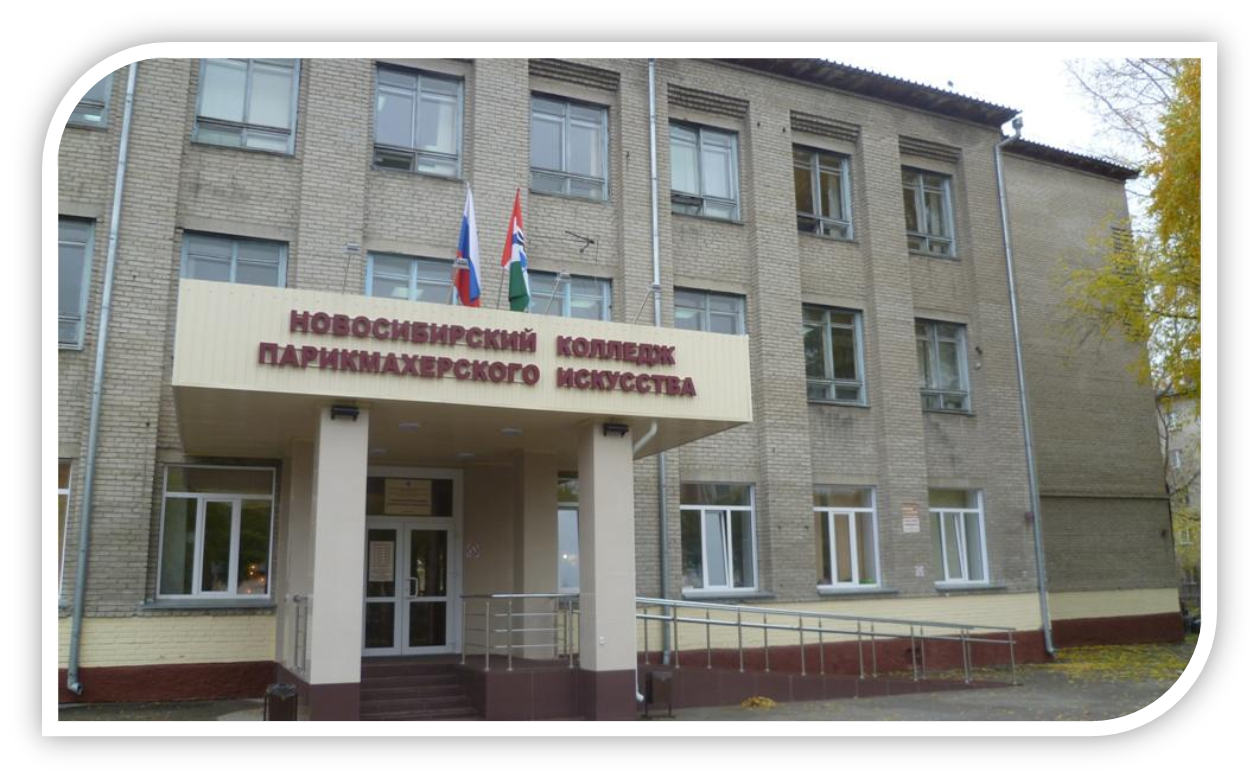 НОВОСИБИРСКИЙ КОЛЛЕДЖ
ПАРИКМАХЕРСКОГО ИСКУССТВА